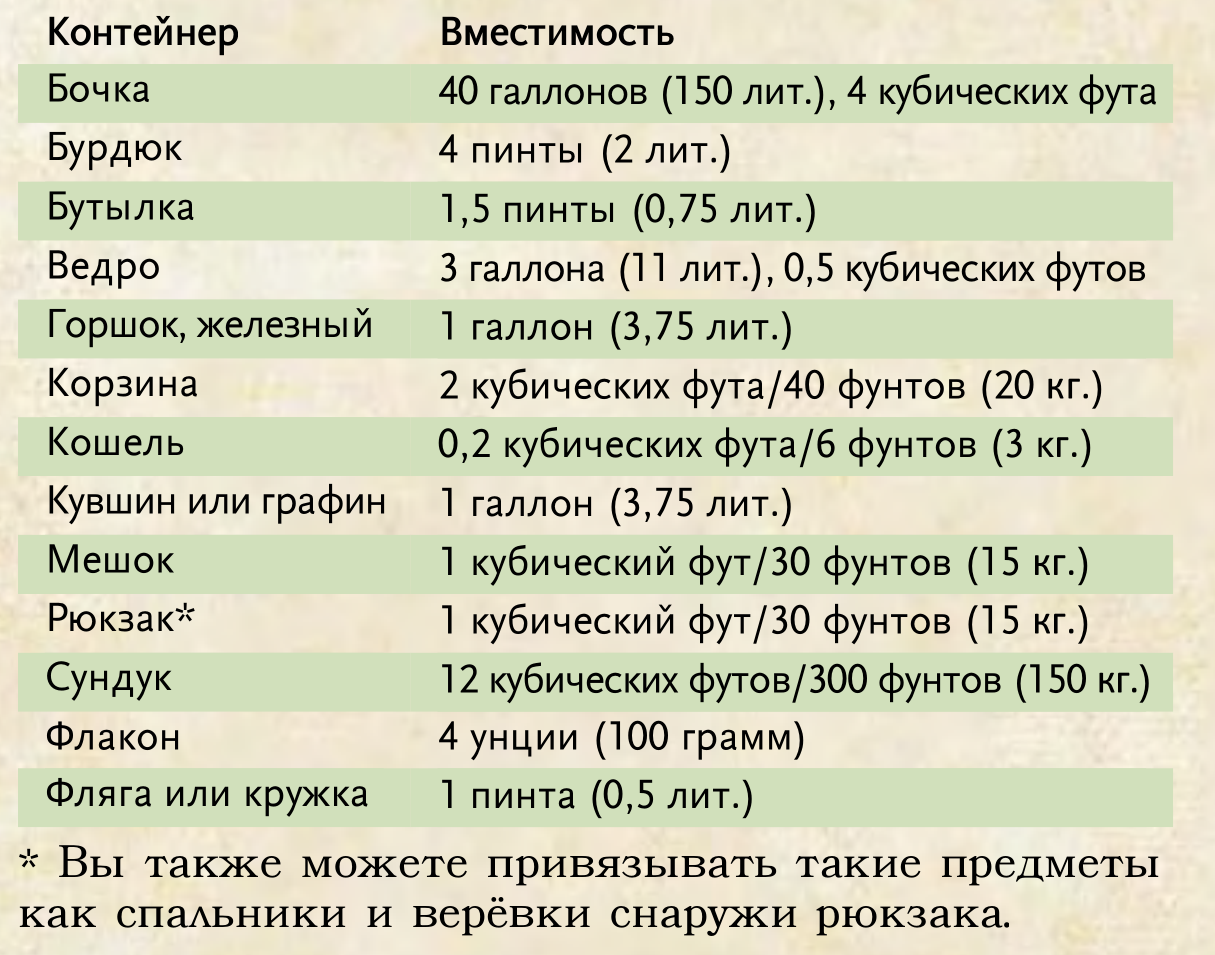 Контейнер Вместимость
Бочка 40 галлонов (150 лит.), 4 кубических фута
Бурдюк 4 пинты (2 лит.)
Бутылка 1,5 пинты (0,75 лит.)
Ведро 3 галлона (11 лит.), 0,5 кубических футов
Горшок, железный 1 галлон (3,75 лит.)
Корзина 2 кубических фута/40 фунтов (20 кг.)
Кошель 0,2 кубических фута/6 фунтов (3 кг.)
Кувшин или графин 1 галлон (3,75 лит.)
Мешок 1 кубический фут/30 фунтов (15 кг.)
Рюкзак* 1 кубический фут/30 фунтов (15 кг.)
Сундук 12 кубических футов/300 фунтов (150 кг.)
Флакон 4 унции (100 грамм)
Фляга или кружка 1 пинта (0,5 лит.)
* Вы также можете привязывать такие предметы
как спальники и верёвки снаружи рюкзака.